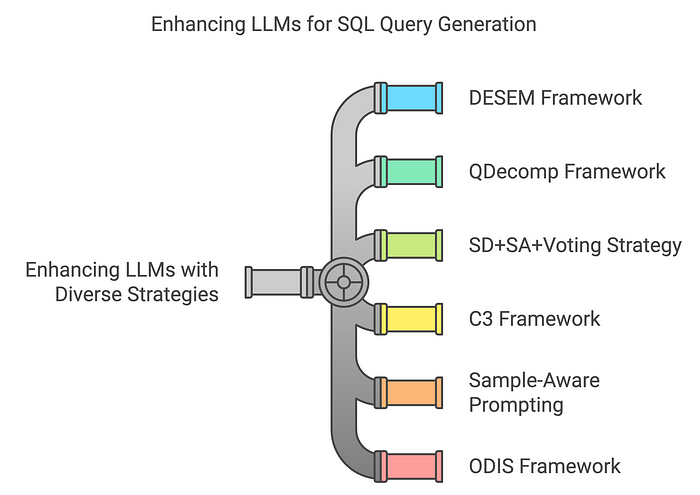 Enhancing LLMs for SQL Query Generation
DESEM Framework
QDecomp Framework
SD+SA+Voting Strategy
Enhancing LLMs with
Diverse Strategies
C3 Framework
Sample-Aware
Prompting
ODIS Framework